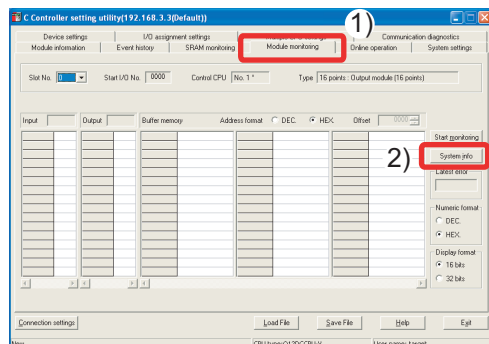 C Controller setting utility(192.168.3.3(Default))
1)
Device settings I/O assignment settings Communication diagnostics
Module information Event history SRAM monitoring Module monitoring Online operation System settings
Slot No. 0 Start I/O No. 0000 Control CPU No. 1 * Type 16 points : Output module (16 points)
Input Output Buffer memory Address format DEC. HEX. Offset 0000
Start monitoring
2) System info
Latest error
Numeric format
DEC.
HEX.
Display format
16 bits
32 bits
Connection settings Load File Save File Help Exit